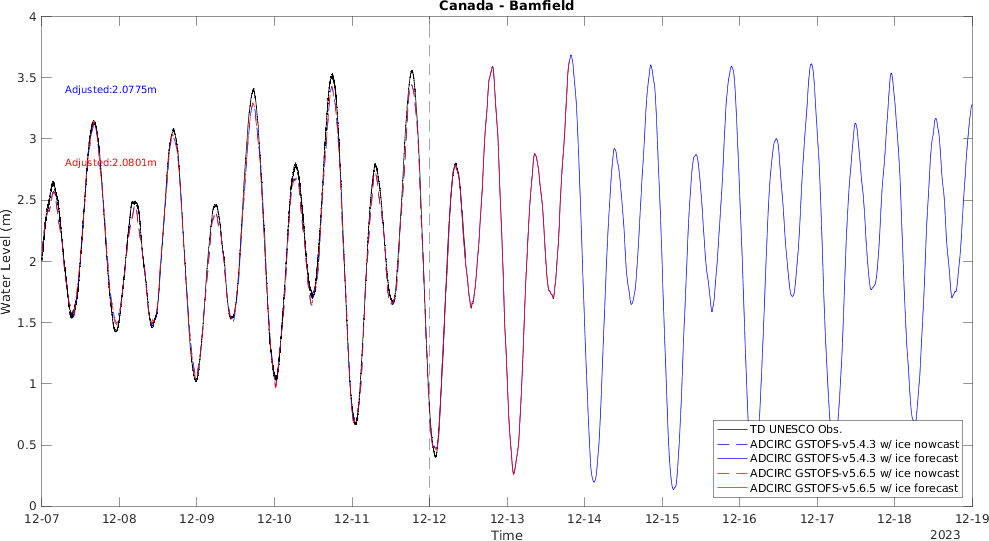 Canada - Bamfield
4
3.5
3
2.5
2
1.5
1
0.5
0
Water Level (m)
Adjusted:2.0775m
Adjusted:2.0801m
TD UNESCO Obs.
ADCIRC GSTOFS-v5.4.3 w/ ice nowcast
ADCIRC GSTOFS-v5.4.3 w/ ice forecast
ADCIRC GSTOFS-v5.6.5 w/ ice nowcast
ADCIRC GSTOFS-v5.6.5 w/ ice forecast
12-07 12-08 12-09 12-10 12-11 12-12 12-13 12-14 12-15 12-16 12-17 12-18 12-19
Time
2023